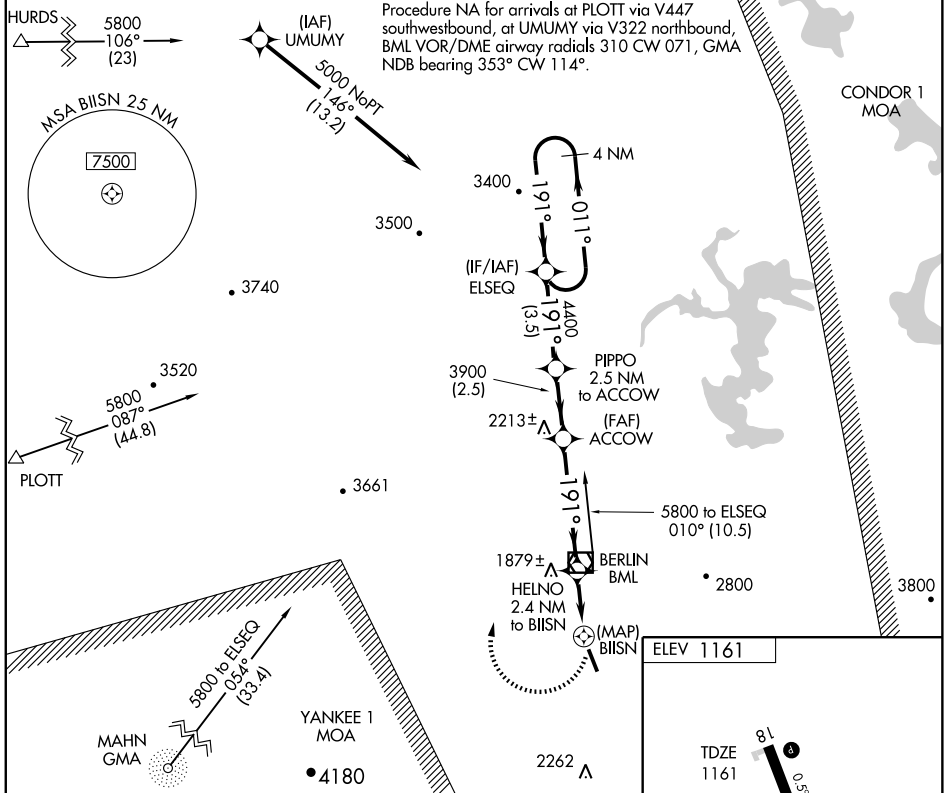 HURDS
5800
106°
(23)
(IAF)
UMUMY
Procedure NA for arrivals at PLOTT via V447
southwestbound, at UMUMY via V322 northbound,
BML VOR/DME airway radials 310 CW 071, GMA
NDB bearing 353° CW 114°.
5000 NoPT
146°
(13.2)
CONDOR 1
MOA
MSA BIISN 25 NM
7500
4 NM
3400
191°
011°
3500
(IF/IAF)
ELSEQ
3740
4400
191°
(3.5)
PIPPO
2.5 NM
to ACCOW
3900
(2.5)
3520
5800
087°
(44.8)
PLOTT
2213±
(FAF)
ACCOW
3661
191°
5800 to ELSEQ
010° (10.5)
1879±
BERLIN
BML
HELNO
2.4 NM
to BIISN
2800
3800
(MAP)
BIISN
5800 to ELSEQ
054°
(33.4)
MAHN
GMA
YANKEE 1
MOA
4180
2262
ELEV 1161
TDZE
1161
18
P
0.5°